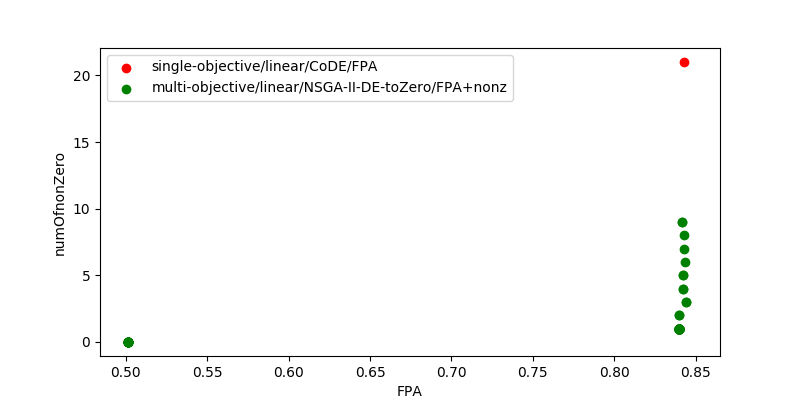 single-objective/linear/CoDE/FPA
multi-objective/linear/NSGA-II-DE-toZero/FPA+nonz
numOfnonZero
20
15
10
5
0
0.50 0.55 0.60 0.65 0.70 0.75 0.80 0.85
FPA